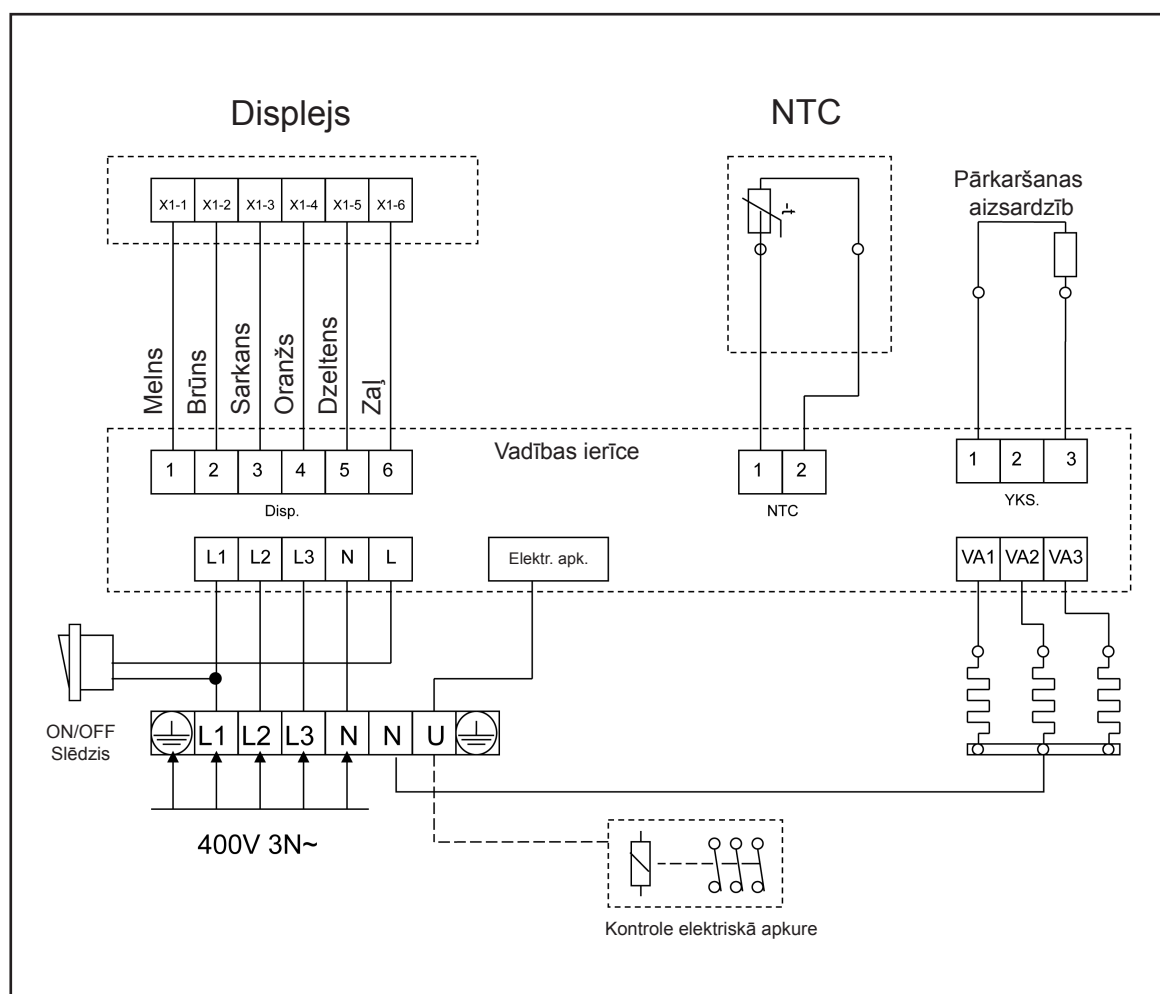 Displejs
NTC
X1-1 X1-2 X1-3 X1-4 X1-5 X1-6
-t
Pārkaršanas
aizsardzīb
Melns
Brūns
Sarkans
Oranžs
Dzeltens
Zaļ
Vadības ierīce
1 2 3 4 5 6
Disp.
1 2
NTC
1 2 3
YKS.
L1 L2 L3 N L
Elektr. apk.
VA1 VA2 VA3
ON/OFF
Slēdzis
L1 L2 L3 N N U
400V 3N~
Kontrole elektriskā apkure